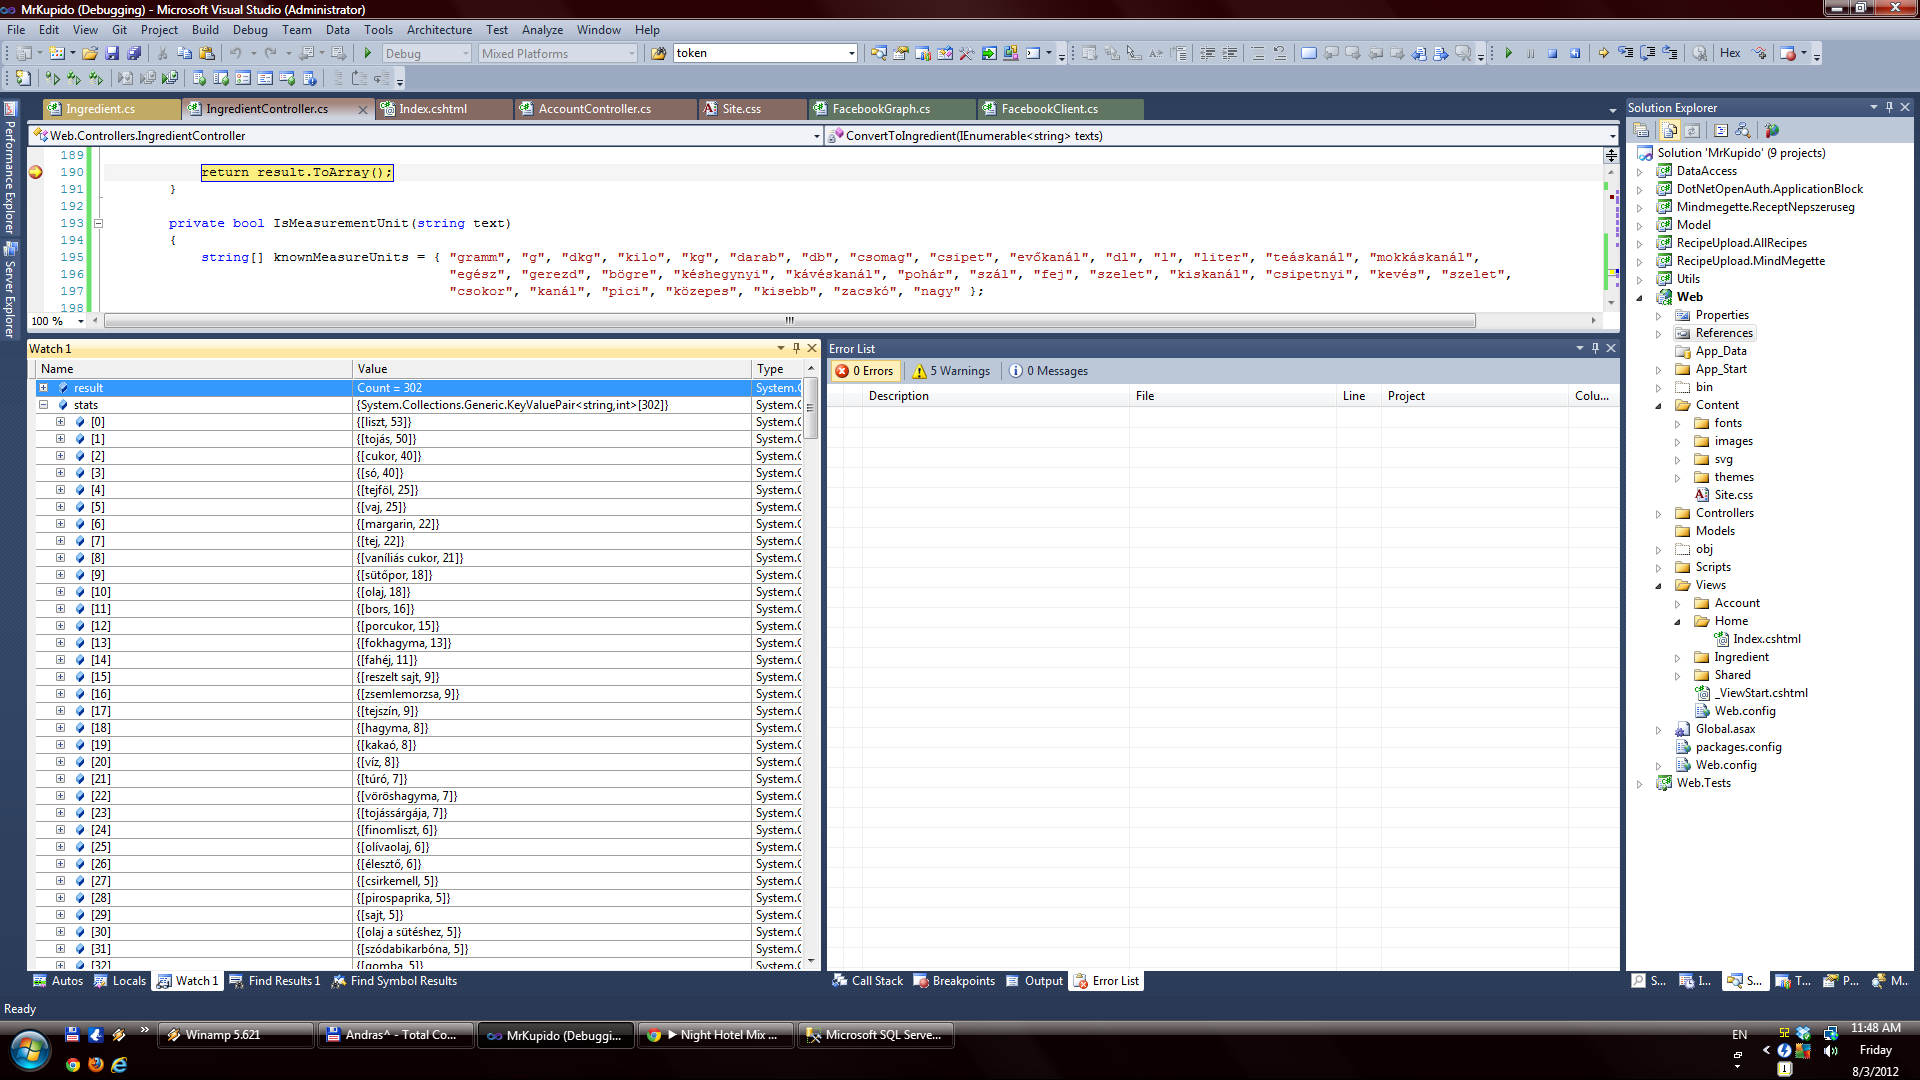 MrKupido (Debugging) - Microsoft Visual Studio (Administrator)
File Edit View Git Project Build Debug Team Data Tools Architecture Test Analyze Window Help
Debug Mixed Platforms token Hex
Ingredient.cs IngredientController.cs Index.cshtml AccountController.cs Site.css FacebookGraph.cs FacebookClient.cs
Web.Controllers.IngredientController ConvertToIngredient(IEnumerable<string> texts)
Performance Explorer
Server Explorer
189
190 return result.ToArray();
191 }
192
193 private bool IsMeasurementUnit(string text)
194 {
195 string[] knownMeasureUnits = { "gramm", "g", "dkg", "kilo", "kg", "darab", "db", "csomag", "csipet", "evőkanál", "dl", "l", "liter", "teáskanál", "mokkáskanál",
196 "egész", "gerezd", "bögre", "késhegynyi", "kávéskanál", "pohár", "szál", "fej", "szelet", "kiskanál", "csipetnyi", "kevés", "szelet",
197 "csokor", "kanál", "pici", "közepes", "kisebb", "zacskó", "nagy" };
198
100 %
Watch 1
Name Value Type
result Count = 302 System.C
stats {System.Collections.Generic.KeyValuePair<string,int>[302]} System.C
[0] {[liszt, 53]} System.C
[1] {[tojás, 50]} System.C
[2] {[cukor, 40]} System.C
[3] {[só, 40]} System.C
[4] {[tejföl, 25]} System.C
[5] {[vaj, 25]} System.C
[6] {[margarin, 22]} System.C
[7] {[tej, 22]} System.C
[8] {[vaníliás cukor, 21]} System.C
[9] {[sütőpor, 18]} System.C
[10] {[olaj, 18]} System.C
[11] {[bors, 16]} System.C
[12] {[porcukor, 15]} System.C
[13] {[fokhagyma, 13]} System.C
[14] {[fahéj, 11]} System.C
[15] {[reszelt sajt, 9]} System.C
[16] {[zsemlemorzsa, 9]} System.C
[17] {[tejszín, 9]} System.C
[18] {[hagyma, 8]} System.C
[19] {[kakaó, 8]} System.C
[20] {[víz, 8]} System.C
[21] {[túró, 7]} System.C
[22] {[vöröshagyma, 7]} System.C
[23] {[tojássárgája, 7]} System.C
[24] {[finomliszt, 6]} System.C
[25] {[olívaolaj, 6]} System.C
[26] {[élesztő, 6]} System.C
[27] {[csirkemell, 5]} System.C
[28] {[pirospaprika, 5]} System.C
[29] {[sajt, 5]} System.C
[30] {[olaj a sütéshez, 5]} System.C
[31] {[szódabikarbóna, 5]} System.C
[32] {[gomba, 5]} System.C
Autos Locals Watch 1 Find Results 1 Find Symbol Results
Error List
0 Errors 5 Warnings 0 Messages
Description File Line Project Colu...
Call Stack Breakpoints Output Error List
Solution Explorer
Solution 'MrKupido' (9 projects)
DataAccess
DotNetOpenAuth.ApplicationBlock
Mindmegette.ReceptNepszeruseg
Model
RecipeUpload.AllRecipes
RecipeUpload.MindMegette
Utils
Web
Properties
References
App_Data
App_Start
bin
Content
fonts
images
svg
themes
Site.css
Controllers
Models
obj
Scripts
Views
Account
Home
Index.cshtml
Ingredient
Shared
_ViewStart.cshtml
Web.config
Global.asax
packages.config
Web.config
Web.Tests
S... I... S... T... P... M...
Ready
Winamp 5.621 Andras^ - Total Co... MrKupido (Debuggi... Night Hotel Mix ... Microsoft SQL Serve...
EN
11:48 AM
Friday
8/3/2012